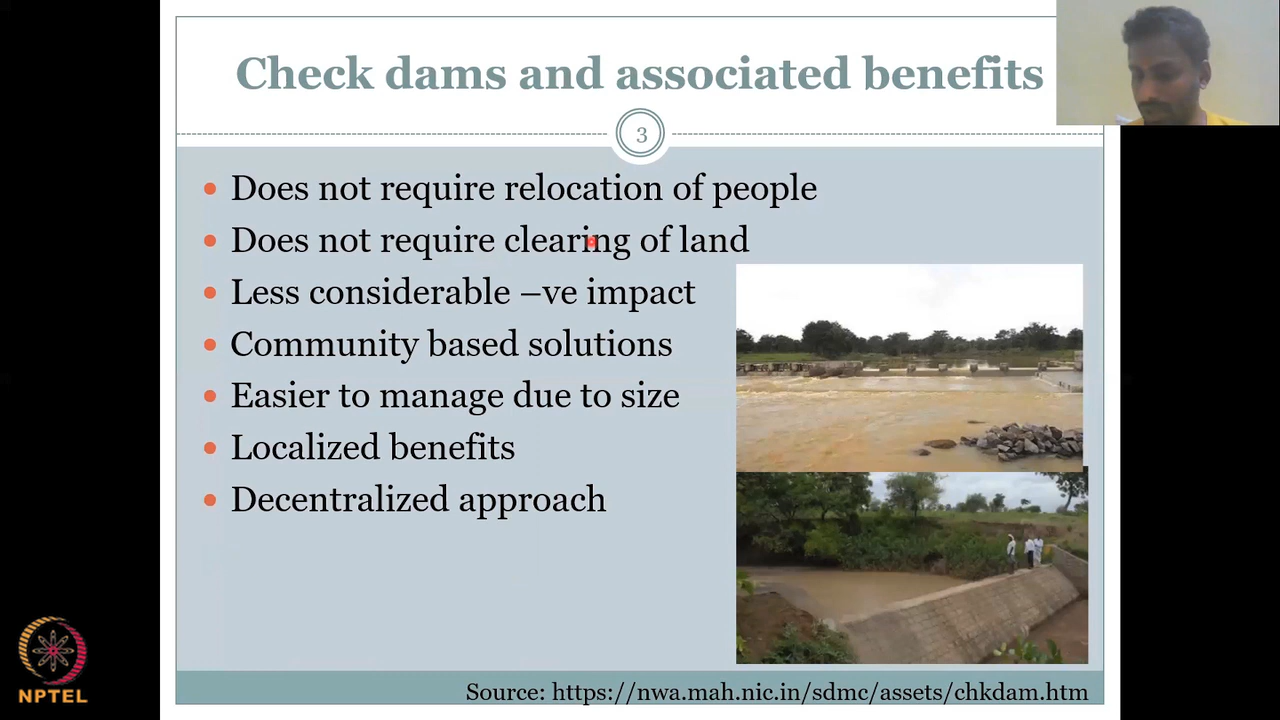 Check dams and associated benefits
3
Does not require relocation of people
Does not require clearing of land
Less considerable –ve impact
Community based solutions
Easier to manage due to size
Localized benefits
Decentralized approach
NPTEL
Source: https://nwa.mah.nic.in/sdmc/assets/chkdam.htm